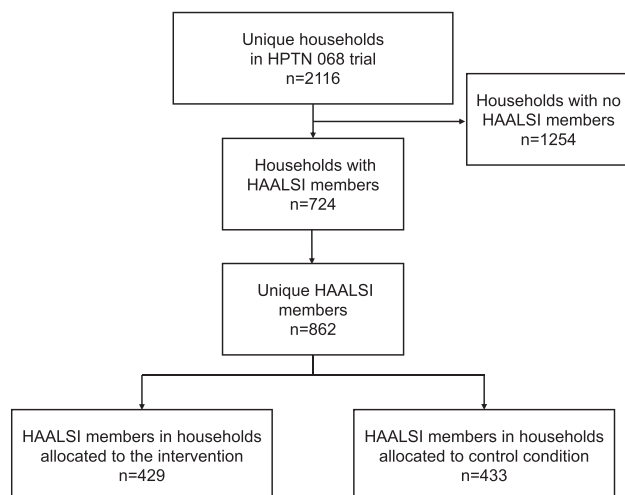 Unique households
in HPTN 068 trial
n=2116
Households with no
HAALSI members
n=1254
Households with
HAALSI members
n=724
Unique HAALSI
members
n=862
HAALSI members in households
allocated to the intervention
n=429
HAALSI members in households
allocated to control condition
n=433